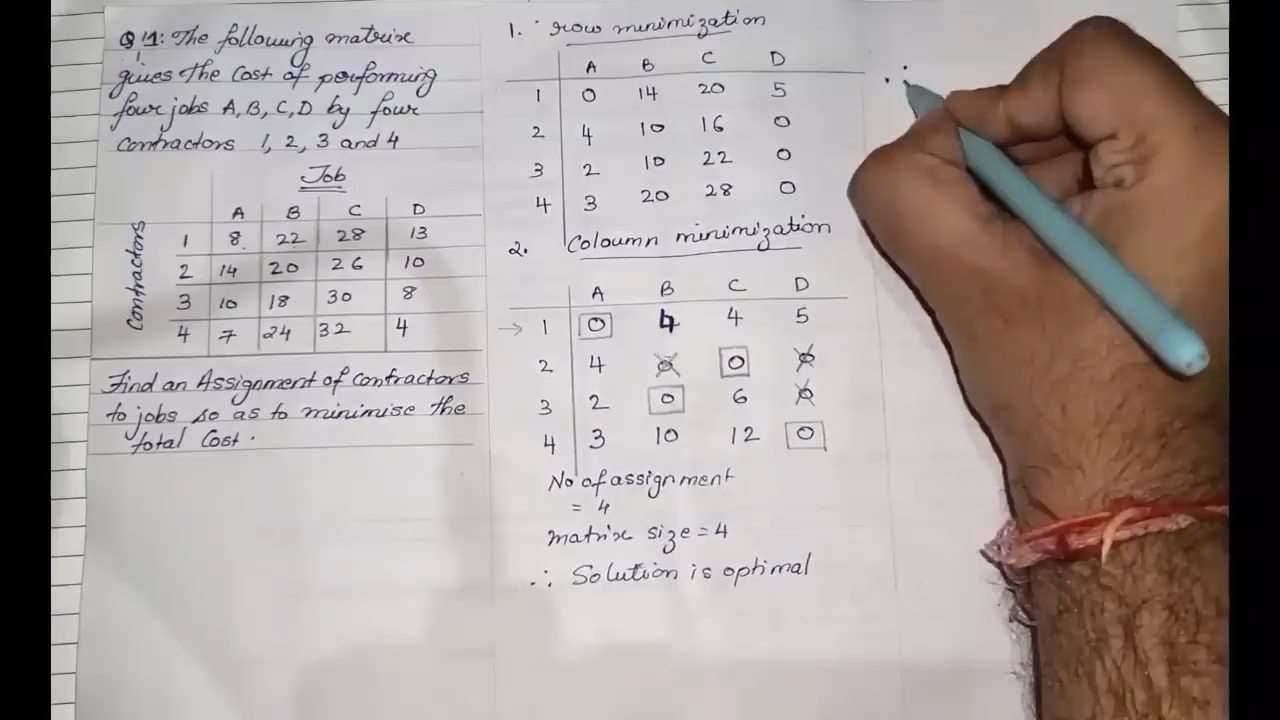 Q 1: The following matrix
gives the cost of performing
four jobs A, B, C, D by four
contractors 1, 2, 3 and 4
Job
Contractors
A B C D
1 8 22 28 13
2 14 20 26 10
3 10 18 30 8
4 7 24 32 4
Find an Assignment of contractors
to jobs so as to minimise the
total cost.
1. row minimization
A B C D
1 0 14 20 5
2 4 10 16 0
3 2 10 22 0
4 3 20 28 0
2. Coloumn minimization
A B C D
→ 1 0 4 4 5
2 4 0 0 0
3 2 0 6 0
4 3 10 12 0
No of assignment
= 4
matrix size = 4
∴ Solution is optimal